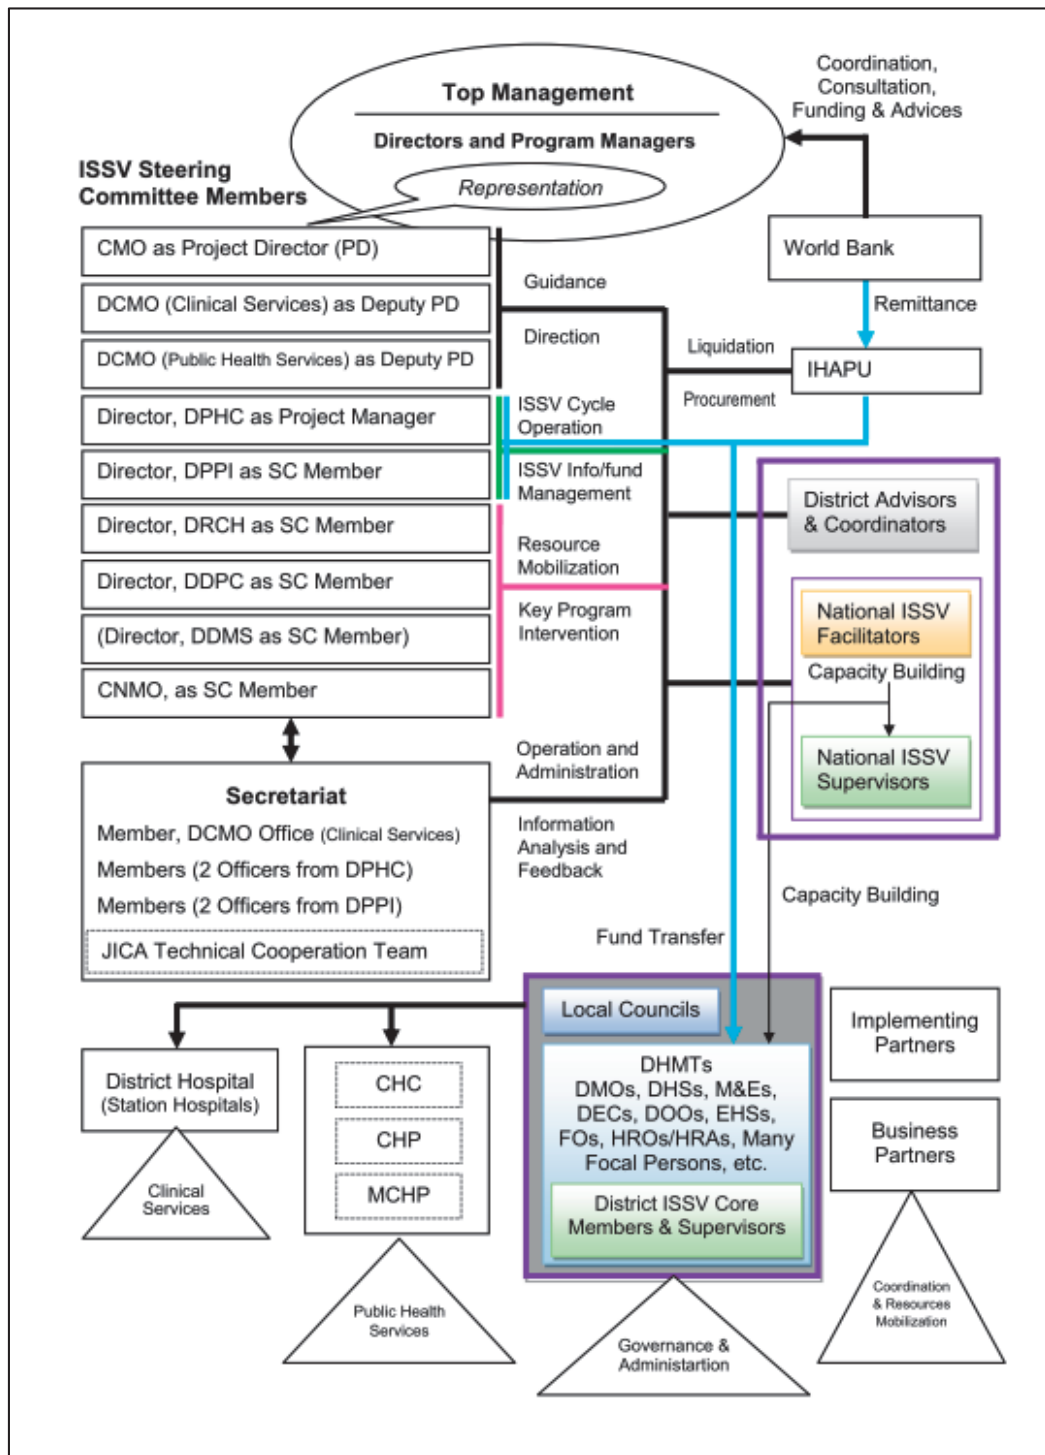 Top Management
Directors and Program Managers
Representation
Coordination,
Consultation,
Funding & Advices
ISSV Steering
Committee Members
CMO as Project Director (PD)
DCMO (Clinical Services) as Deputy PD
DCMO (Public Health Services) as Deputy PD
Director, DPHC as Project Manager
Director, DPPI as SC Member
Director, DRCH as SC Member
Director, DDPC as SC Member
(Director, DDMS as SC Member)
CNMO, as SC Member
Guidance
Direction
ISSV Cycle
Operation
ISSV Info/fund
Management
Resource
Mobilization
Key Program
Intervention
Operation and
Administration
Information
Analysis and
Feedback
World Bank
Remittance
Liquidation
IHAPU
Procurement
District Advisors
& Coordinators
National ISSV
Facilitators
Capacity Building
National ISSV
Supervisors
Capacity Building
Fund Transfer
Secretariat
Member, DCMO Office (Clinical Services)
Members (2 Officers from DPHC)
Members (2 Officers from DPPI)
JICA Technical Cooperation Team
District Hospital
(Station Hospitals)
Clinical
Services
CHC
CHP
MCHP
Public Health
Services
Local Councils
DHMTs
DMOs, DHSs, M&Es,
DECs, DOOs, EHSs,
FOs, HROs/HRAs, Many
Focal Persons, etc.
District ISSV Core
Members & Supervisors
Governance &
Administartion
Implementing
Partners
Business
Partners
Coordination
& Resources
Mobilization